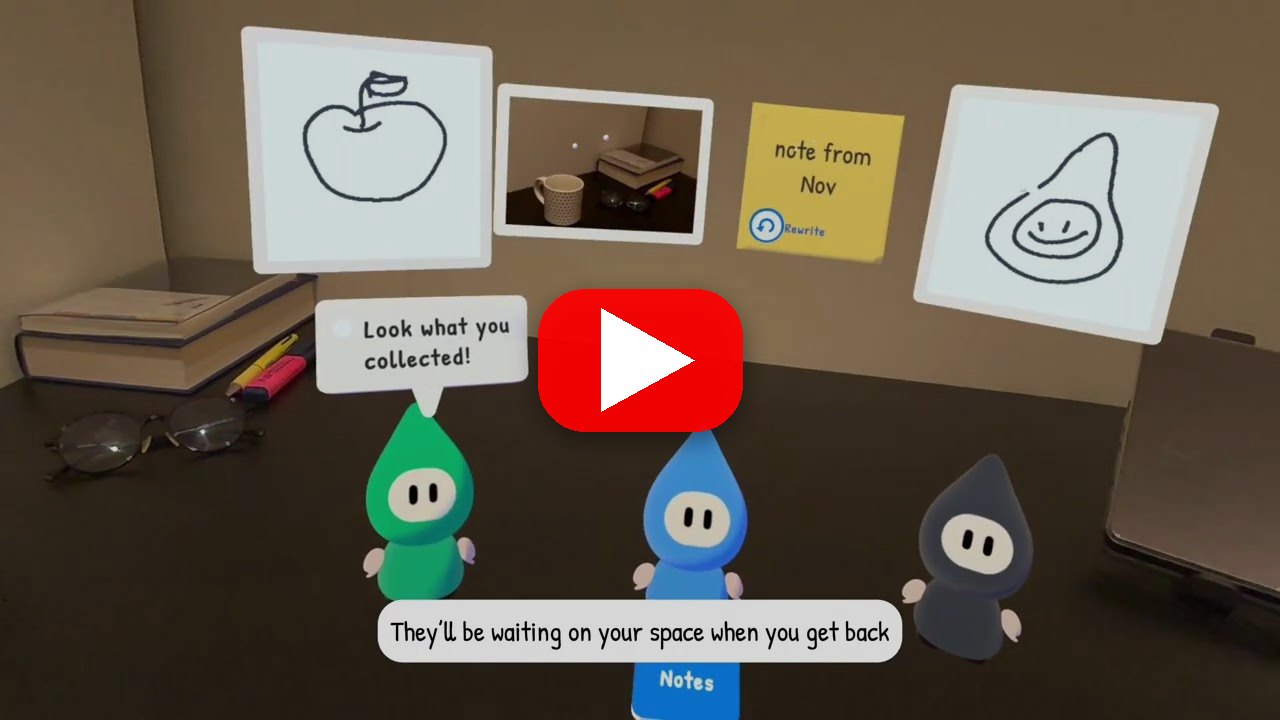 note from
Nov
Rewrite
Look what you
collected!
They'll be waiting on your space when you get back
Notes